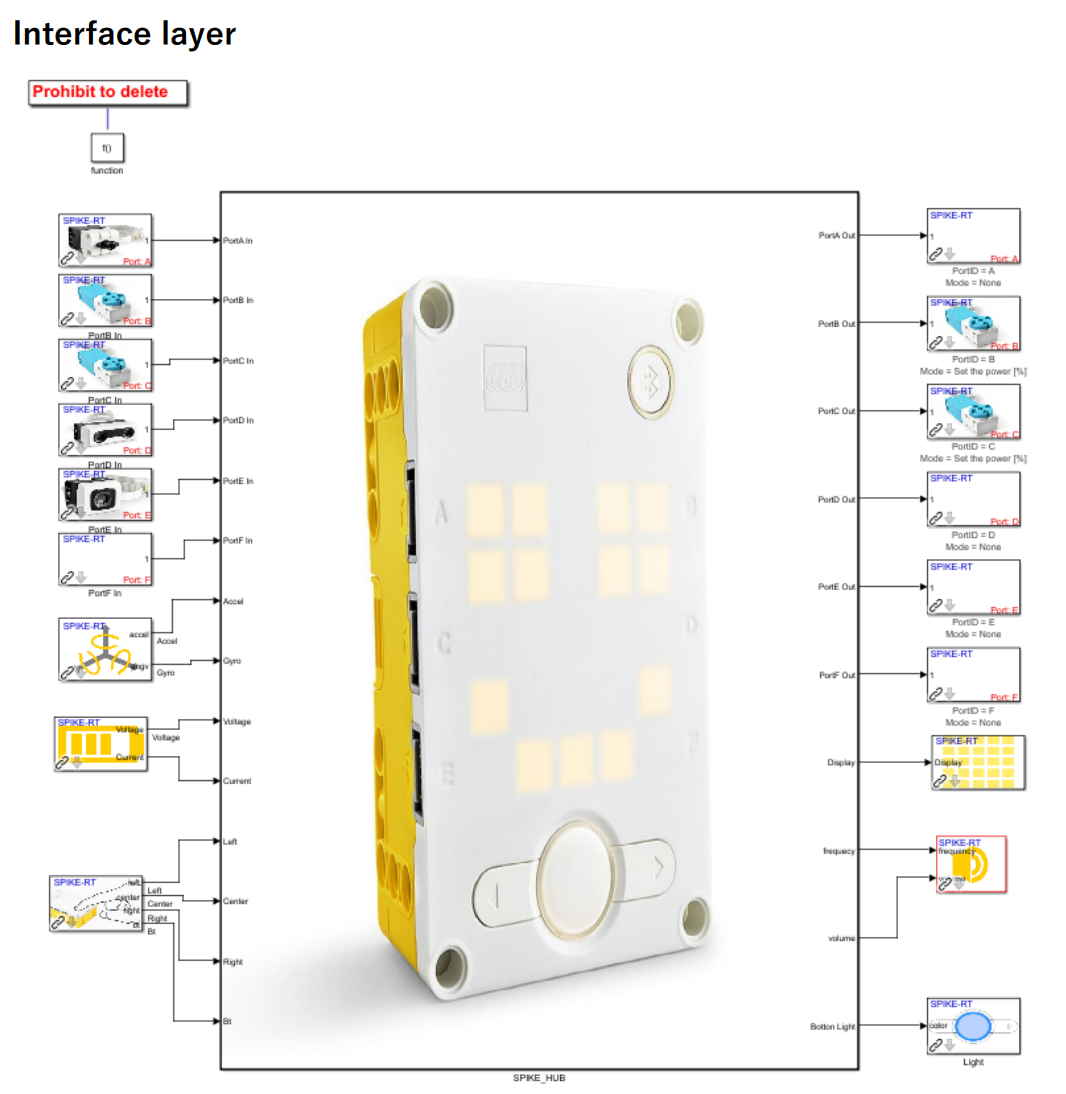 Interface layer
Prohibit to delete
f()
function
SPIKE-RT
1
Port: A
PortA In
SPIKE-RT
1
Port: B
PortB In
PortB In
SPIKE-RT
1
Port: C
PortC In
PortC In
SPIKE-RT
1
Port: D
PortD In
PortD In
SPIKE-RT
1
Port: E
PortE In
PortE In
SPIKE-RT
1
Port: F
PortF In
PortF In
SPIKE-RT
accel
Accel
Accel
angv
Gyro
Gyro
SPIKE-RT
Voltage
Voltage
Voltage
Current
Current
SPIKE-RT
left
Left
Left
center
Center
Center
right
Right
Right
bt
Bt
Bt
A
B
C
D
E
SPIKE_HUB
PortA Out
SPIKE-RT
1
Port: A
PortID = A
Mode = None
PortB Out
SPIKE-RT
1
Port: B
PortID = B
Mode = Set the power [%]
PortC Out
SPIKE-RT
1
Port: C
PortID = C
Mode = Set the power [%]
PortD Out
SPIKE-RT
1
Port: D
PortID = D
Mode = None
PortE Out
SPIKE-RT
1
Port: E
PortID = E
Mode = None
PortF Out
SPIKE-RT
1
Port: F
PortID = F
Mode = None
Display
SPIKE-RT
Display
frequecy
SPIKE-RT
frequency
volume
volume
Botton Light
SPIKE-RT
color
Light